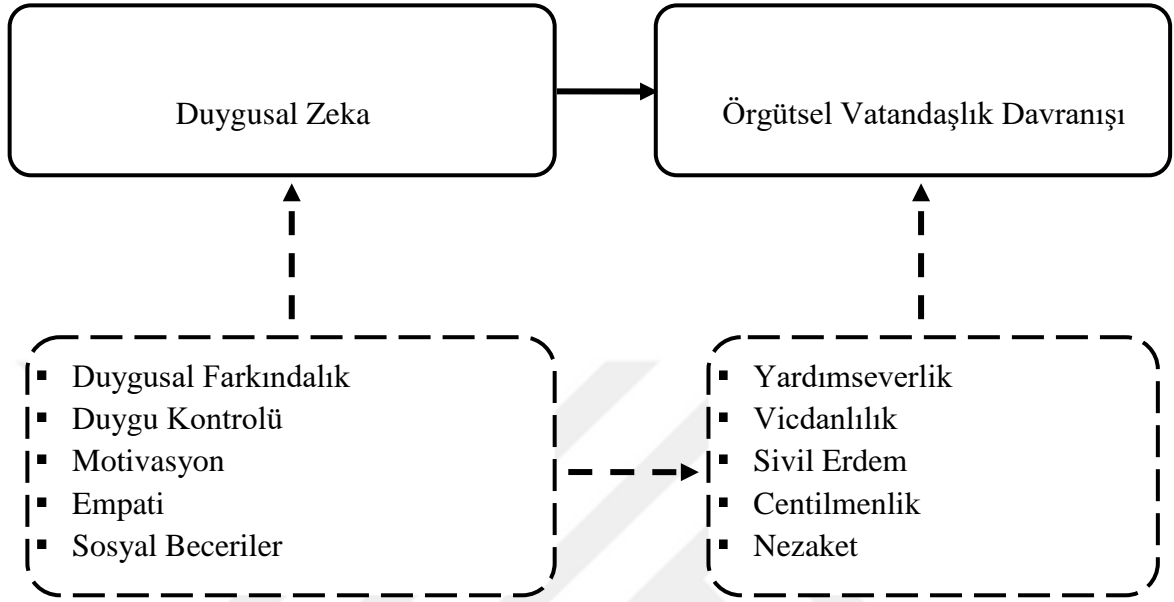 Duygusal Zeka
Örgütsel Vatandaşlık Davranışı
▪ Duygusal Farkındalık
▪ Duygu Kontrolü
▪ Motivasyon
▪ Empati
▪ Sosyal Beceriler
▪ Yardımseverlik
▪ Vicdanlılık
▪ Sivil Erdem
▪ Centilmenlik
▪ Nezaket